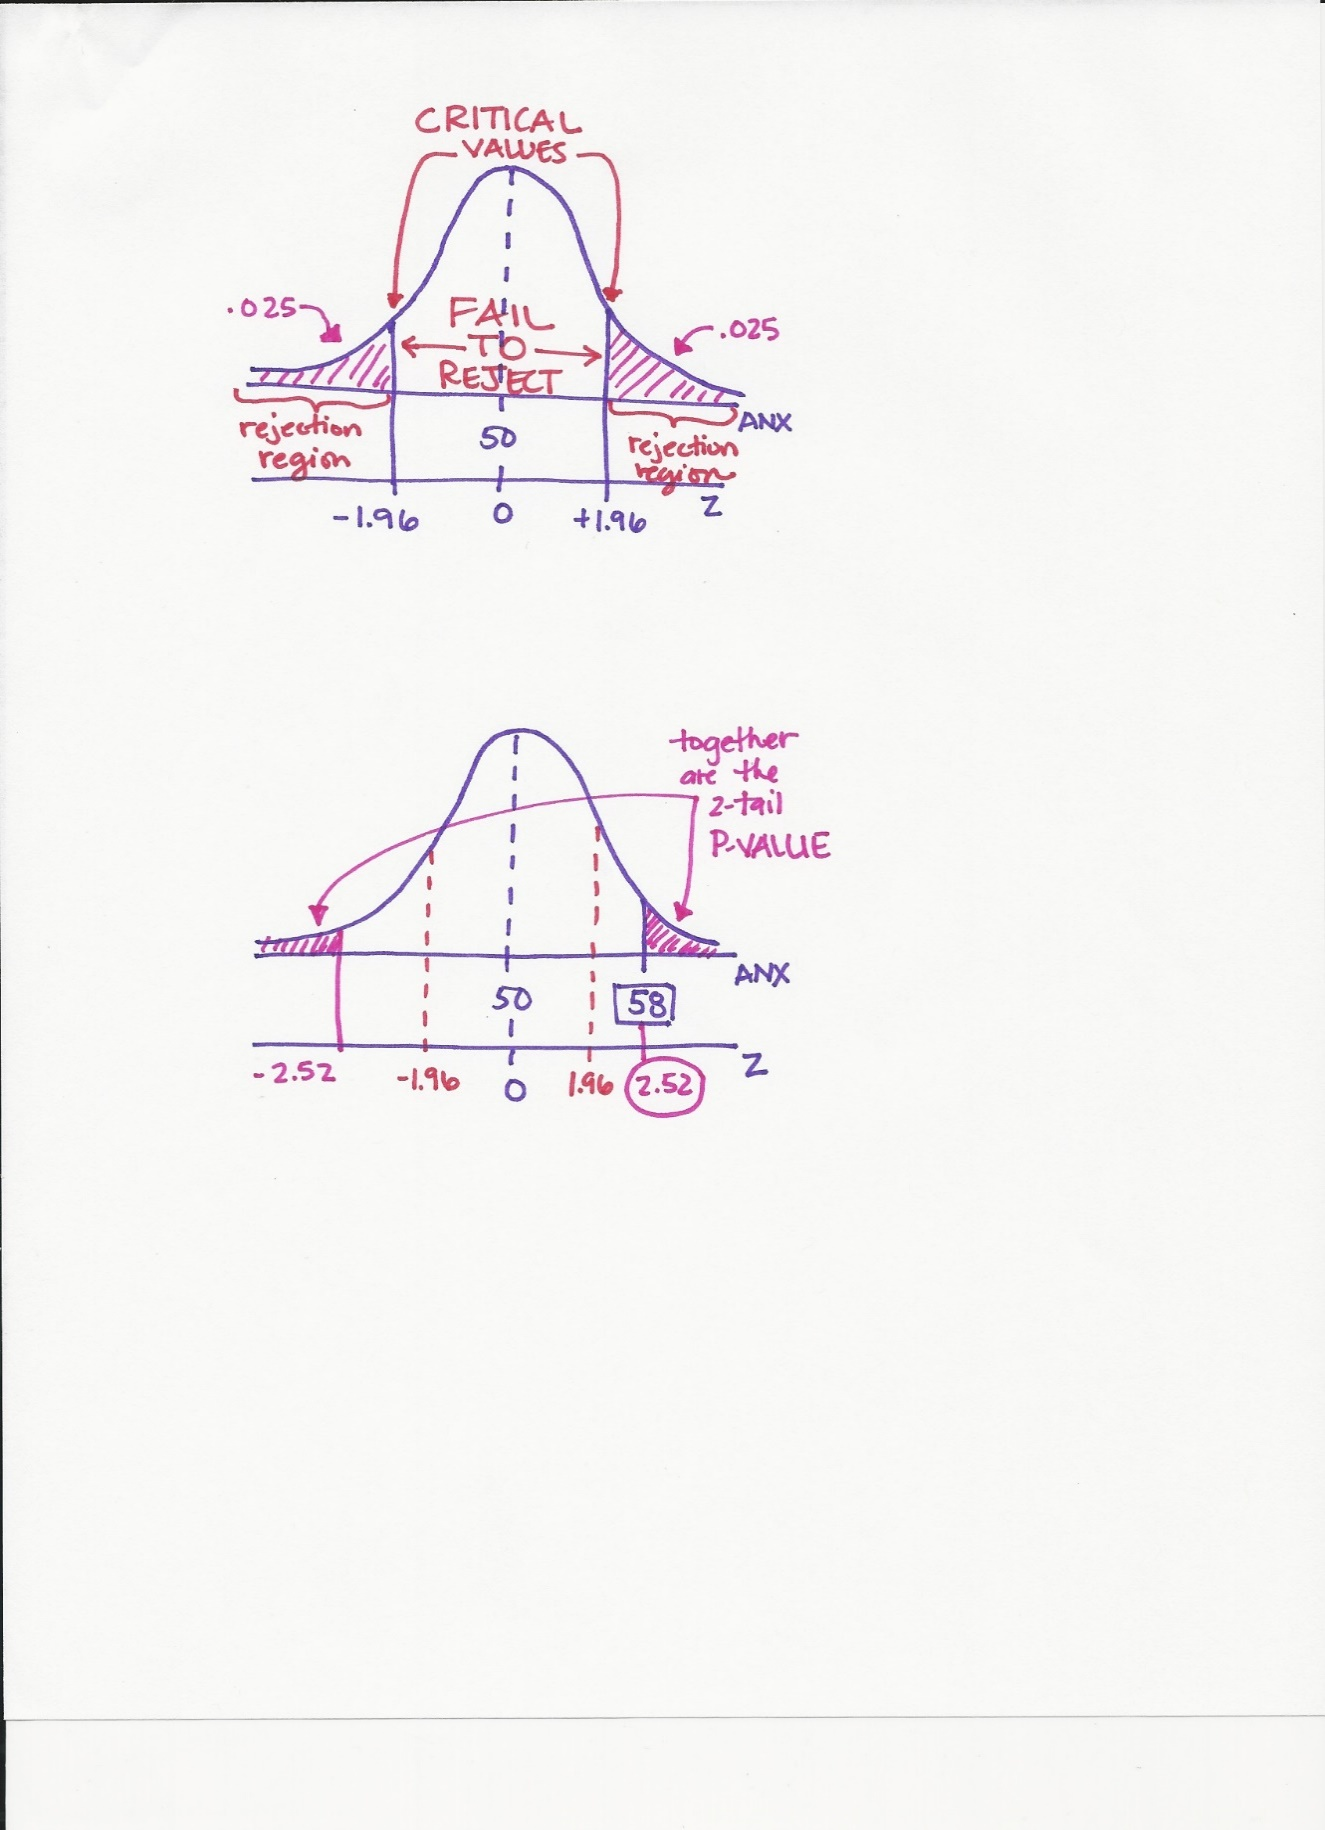 CRITICAL
VALUES
.025
FAIL
TO
REJECT
.025
rejection
region
50
ANX
rejection
region
-1.96
0
+1.96
Z
together
are the
2-tail
P-VALUE
ANX
50
58
-2.52
-1.96
0
1.96
2.52
Z